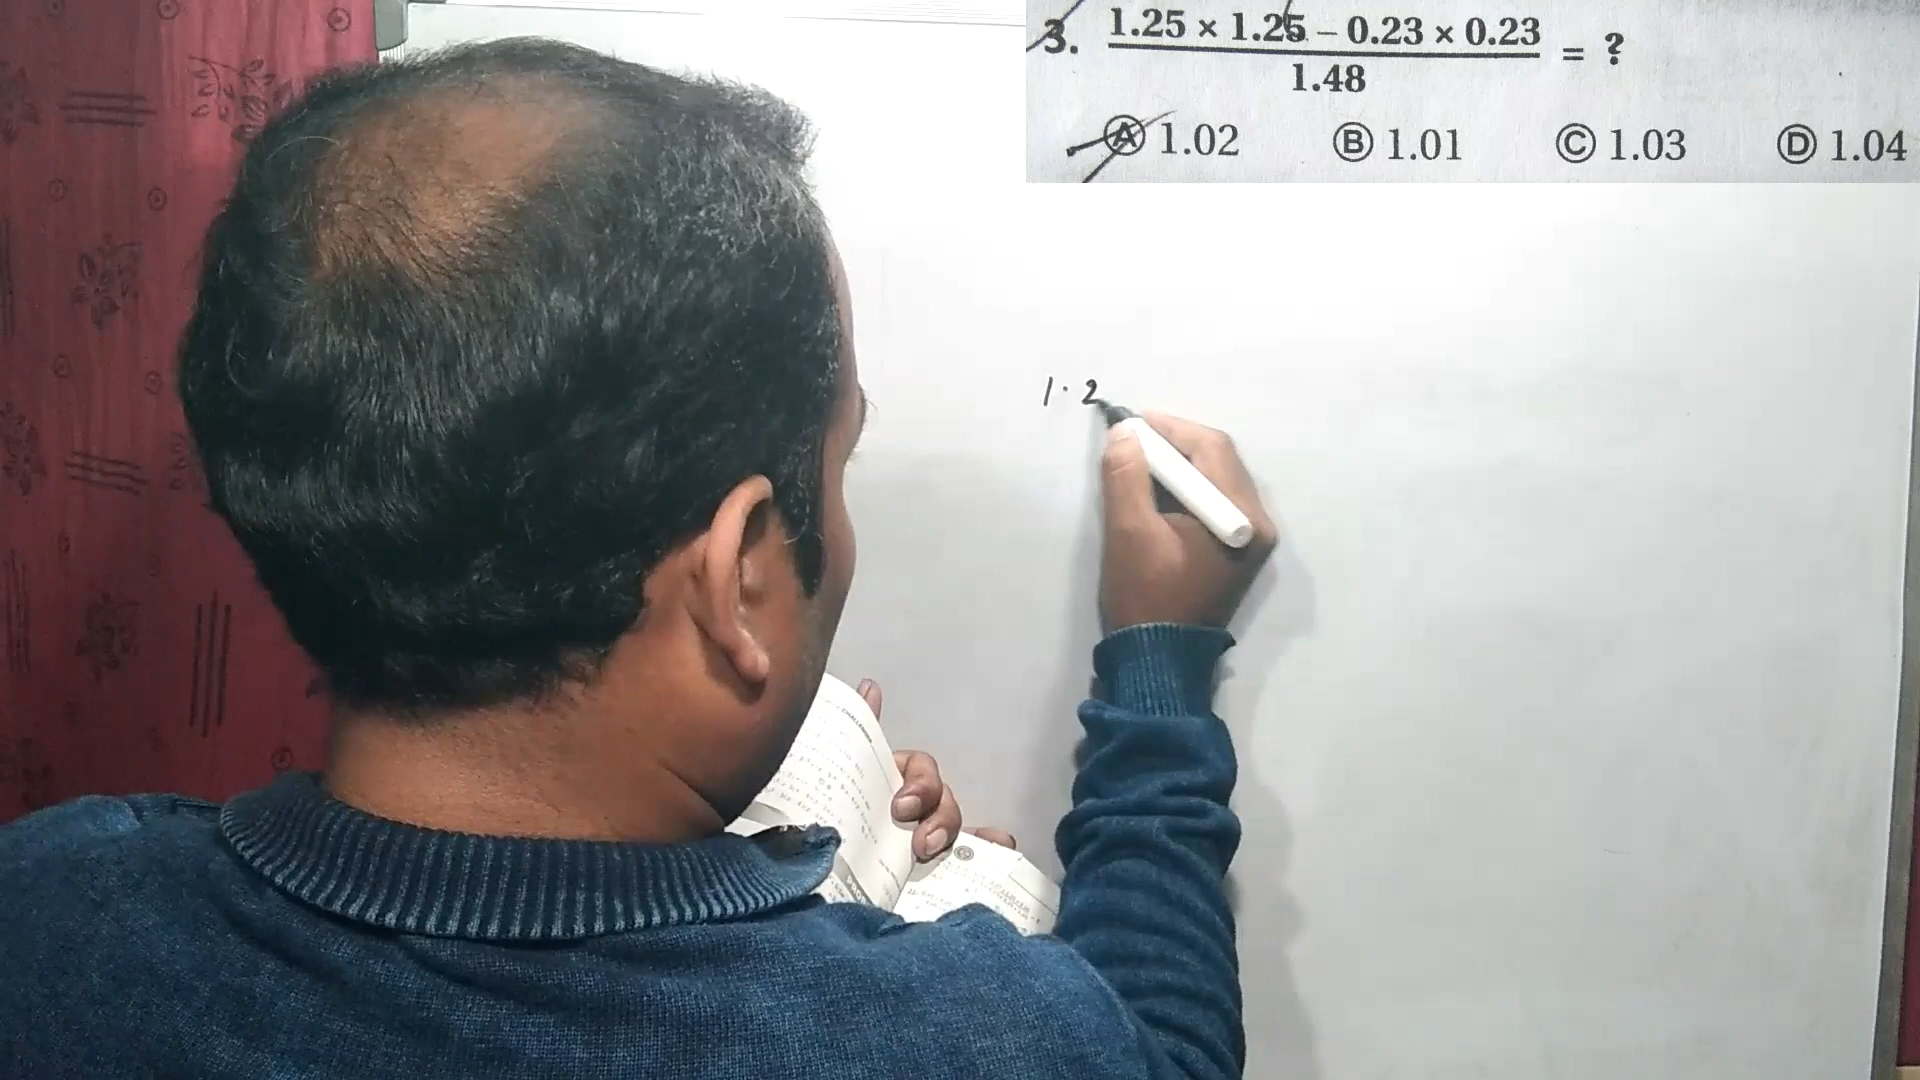 3. 1.25 × 1.25 – 0.23 × 0.23 = ?
1.48
Ⓐ 1.02 Ⓑ 1.01 Ⓒ 1.03 Ⓓ 1.04
1.2